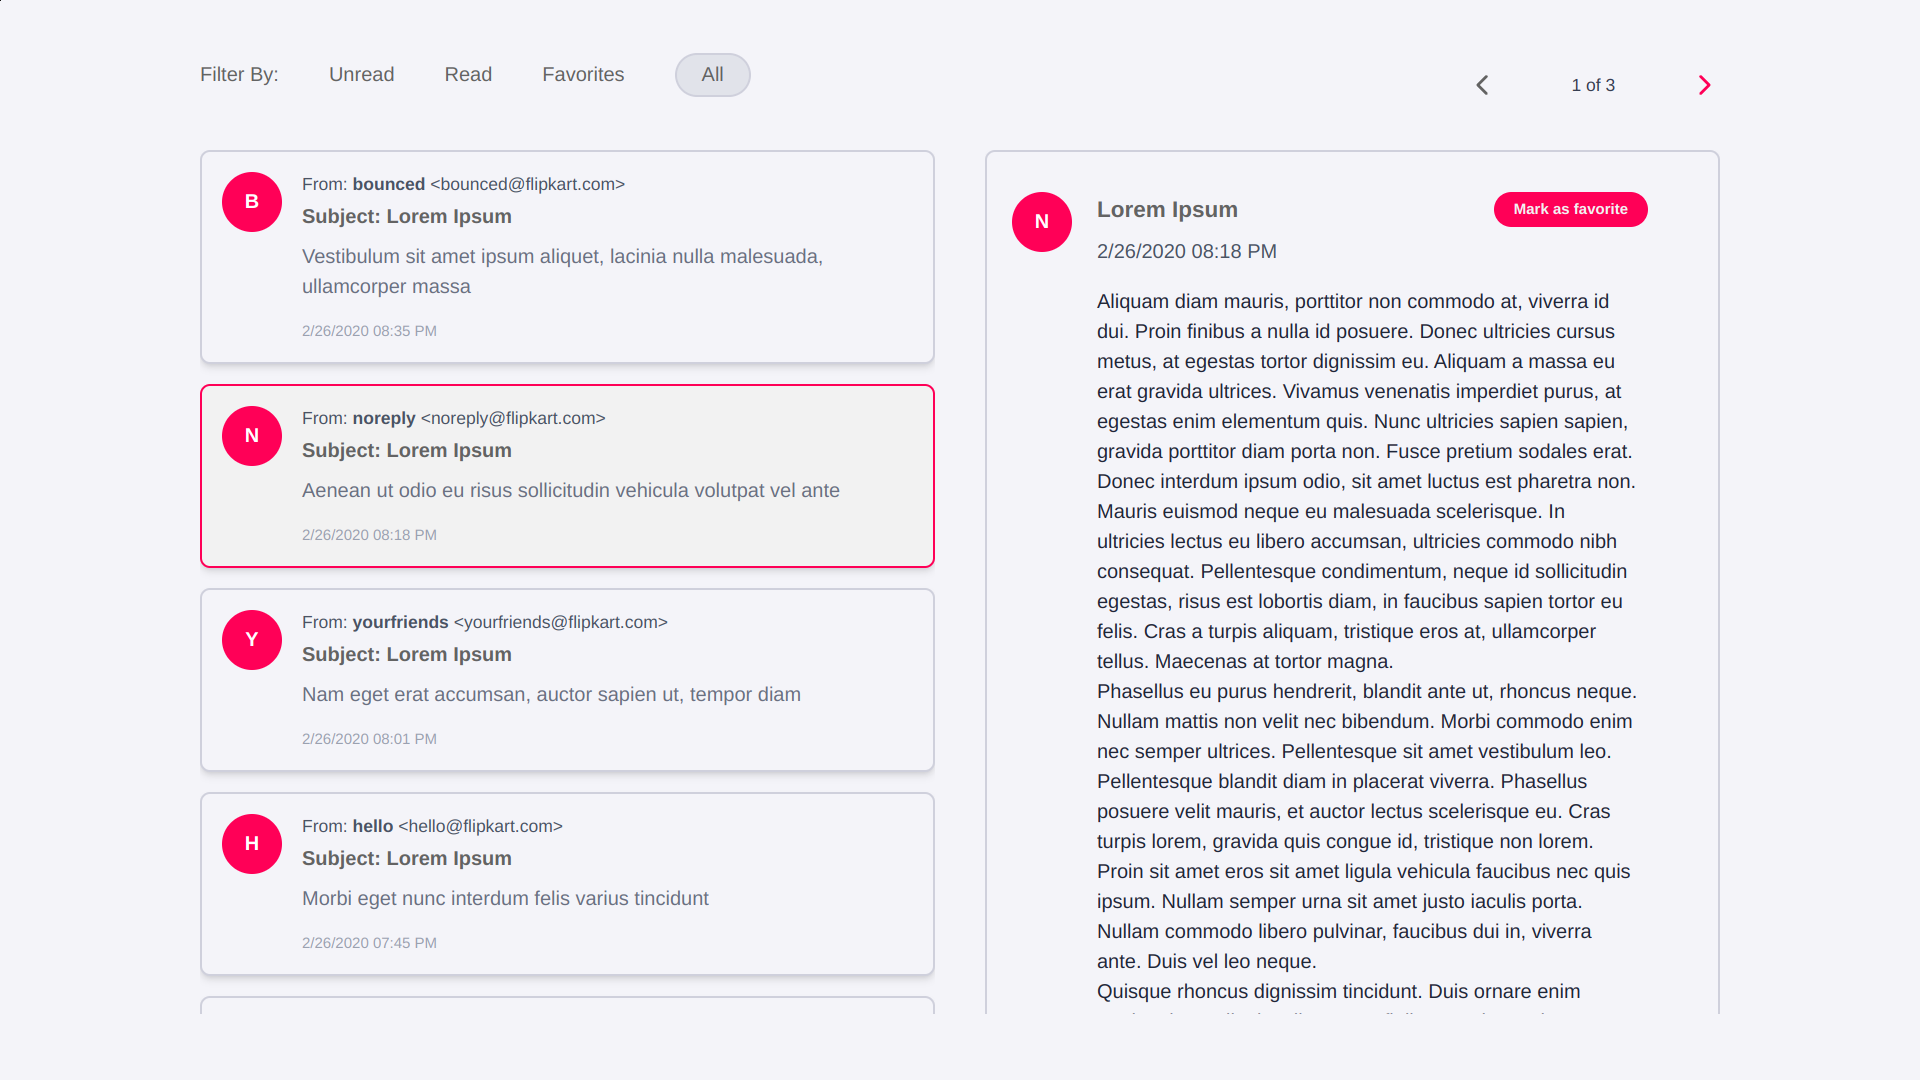 Filter By: Unread Read Favorites All
1 of 3
B
From: bounced <bounced@flipkart.com>
Subject: Lorem Ipsum
Vestibulum sit amet ipsum aliquet, lacinia nulla malesuada,
ullamcorper massa
2/26/2020 08:35 PM
N
From: noreply <noreply@flipkart.com>
Subject: Lorem Ipsum
Aenean ut odio eu risus sollicitudin vehicula volutpat vel ante
2/26/2020 08:18 PM
Y
From: yourfriends <yourfriends@flipkart.com>
Subject: Lorem Ipsum
Nam eget erat accumsan, auctor sapien ut, tempor diam
2/26/2020 08:01 PM
H
From: hello <hello@flipkart.com>
Subject: Lorem Ipsum
Morbi eget nunc interdum felis varius tincidunt
2/26/2020 07:45 PM
N
Lorem Ipsum
Mark as favorite
2/26/2020 08:18 PM
Aliquam diam mauris, porttitor non commodo at, viverra id
dui. Proin finibus a nulla id posuere. Donec ultricies cursus
metus, at egestas tortor dignissim eu. Aliquam a massa eu
erat gravida ultrices. Vivamus venenatis imperdiet purus, at
egestas enim elementum quis. Nunc ultricies sapien sapien,
gravida porttitor diam porta non. Fusce pretium sodales erat.
Donec interdum ipsum odio, sit amet luctus est pharetra non.
Mauris euismod neque eu malesuada scelerisque. In
ultricies lectus eu libero accumsan, ultricies commodo nibh
consequat. Pellentesque condimentum, neque id sollicitudin
egestas, risus est lobortis diam, in faucibus sapien tortor eu
felis. Cras a turpis aliquam, tristique eros at, ullamcorper
tellus. Maecenas at tortor magna.
Phasellus eu purus hendrerit, blandit ante ut, rhoncus neque.
Nullam mattis non velit nec bibendum. Morbi commodo enim
nec semper ultrices. Pellentesque sit amet vestibulum leo.
Pellentesque blandit diam in placerat viverra. Phasellus
posuere velit mauris, et auctor lectus scelerisque eu. Cras
turpis lorem, gravida quis congue id, tristique non lorem.
Proin sit amet eros sit amet ligula vehicula faucibus nec quis
ipsum. Nullam semper urna sit amet justo iaculis porta.
Nullam commodo libero pulvinar, faucibus dui in, viverra
ante. Duis vel leo neque.
Quisque rhoncus dignissim tincidunt. Duis ornare enim